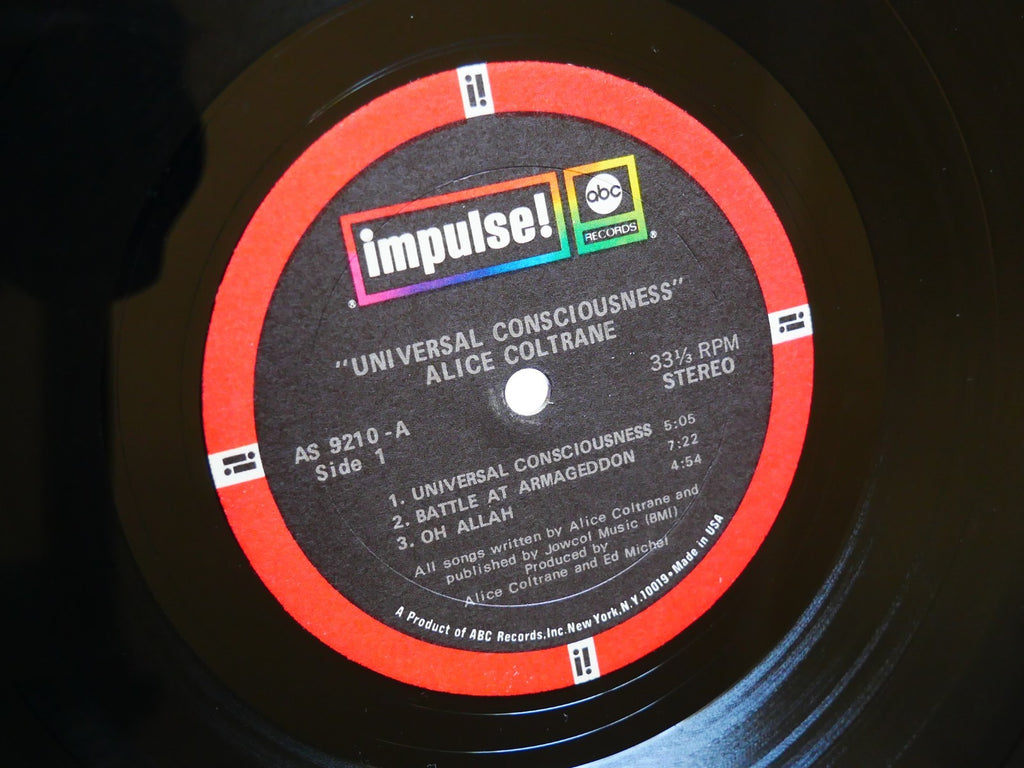 i!
impulse!®
abc
RECORDS®
"UNIVERSAL CONSCIOUSNESS"
ALICE COLTRANE
33⅓ RPM
STEREO
AS 9210-A
Side 1
i!
i!
1. UNIVERSAL CONSCIOUSNESS 5:05
2. BATTLE AT ARMAGEDDON 7:22
3. OH ALLAH 4:54
All songs written by Alice Coltrane and
published by Jowcol Music (BMI)
Produced by
Alice Coltrane and Ed Michel
A Product of ABC Records, Inc. New York, N.Y. 10019 • Made in USA
i!